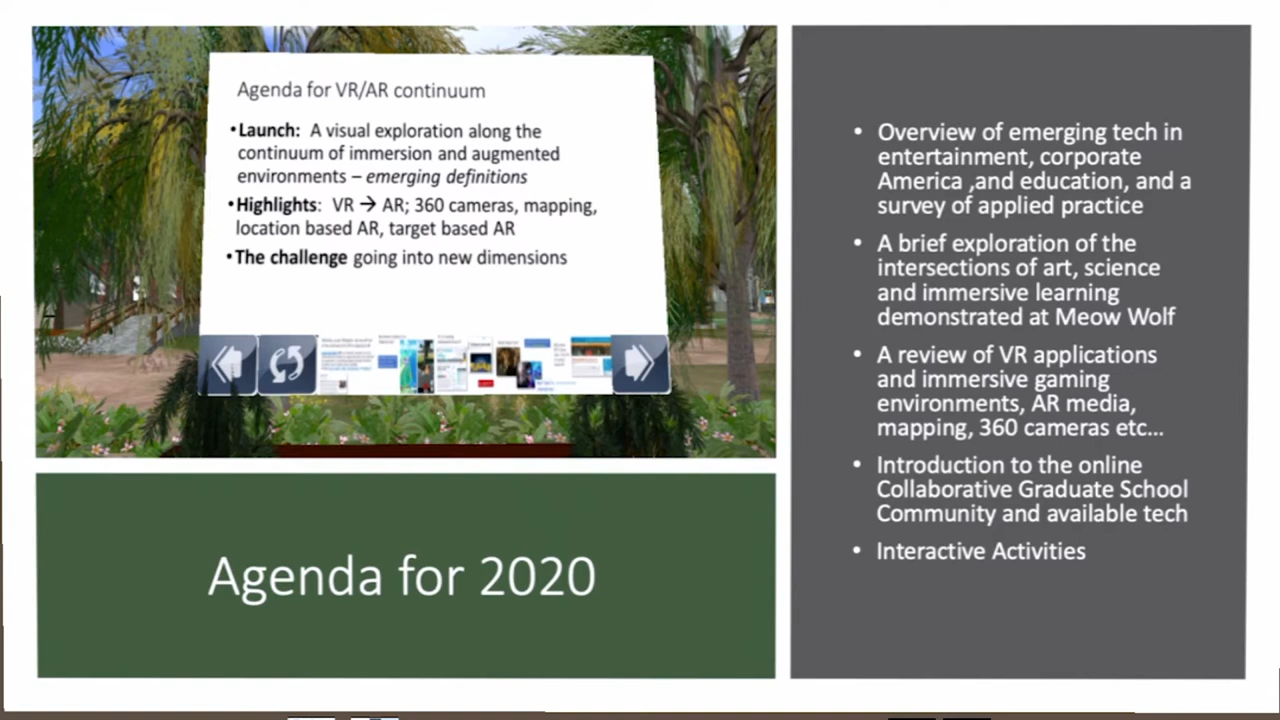 Agenda for VR/AR continuum
•Launch: A visual exploration along the
continuum of immersion and augmented
environments – emerging definitions
•Highlights: VR → AR; 360 cameras, mapping,
location based AR, target based AR
•The challenge going into new dimensions
Agenda for 2020
• Overview of emerging tech in
entertainment, corporate
America ,and education, and a
survey of applied practice
• A brief exploration of the
intersections of art, science
and immersive learning
demonstrated at Meow Wolf
• A review of VR applications
and immersive gaming
environments, AR media,
mapping, 360 cameras etc...
• Introduction to the online
Collaborative Graduate School
Community and available tech
• Interactive Activities